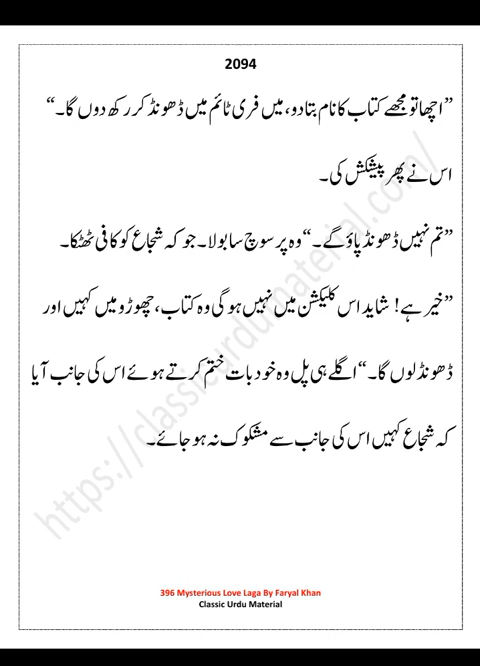 2094
”اچھا تو مجھے کتاب کا نام بتا دو، میں فری ٹائم میں ڈھونڈ کر رکھ دوں گا۔“
اس نے پھر پیشکش کی۔
”تم نہیں ڈھونڈ پاؤ گے۔“ وہ پر سوچ سا بولا۔ جو کہ شجاع کو کافی ٹھٹکا۔
”خیر ہے! شاید اس کلیکشن میں نہیں ہو گی وہ کتاب، چھوڑو میں کہیں اور
ڈھونڈ لوں گا۔“ اگلے ہی پل وہ خود بات ختم کرتے ہوئے اس کی جانب آیا
کہ شجاع کہیں اس کی جانب سے مشکوک نہ ہو جائے۔
https://classicurdumaterial.com/
396 Mysterious Love Laga By Faryal Khan
Classic Urdu Material